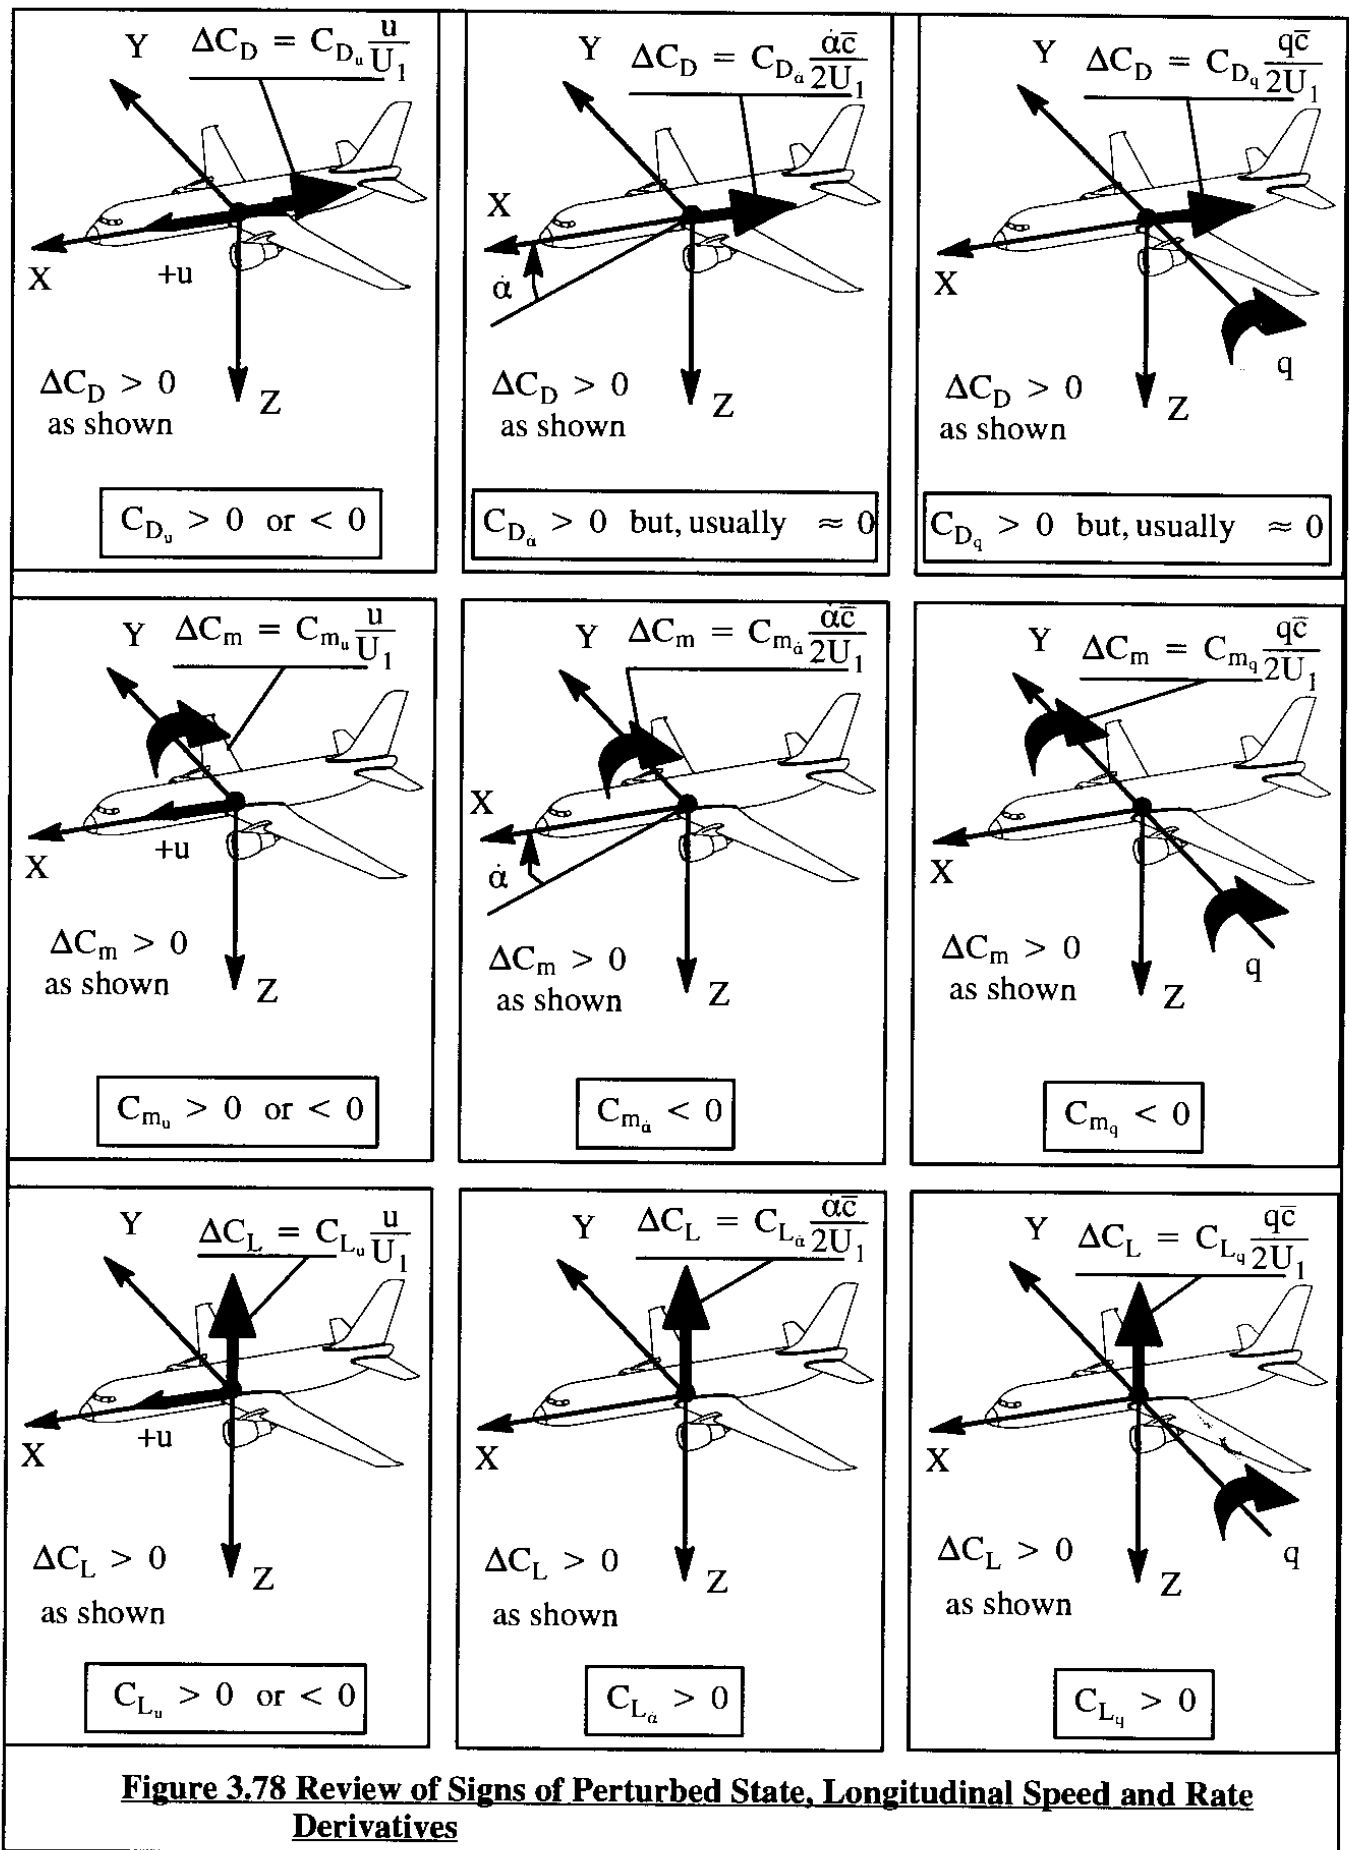 Y ΔC_D = C_{D_u} u/U_1
X
+u
ΔC_D > 0
as shown
Z
C_{D_u} > 0 or < 0
Y ΔC_D = C_{D_α̇} α̇c̄/2U_1
X
α̇
ΔC_D > 0
as shown
Z
C_{D_α̇} > 0 but, usually ≈ 0
Y ΔC_D = C_{D_q} qc̄/2U_1
X
q
ΔC_D > 0
as shown
Z
C_{D_q} > 0 but, usually ≈ 0
Y ΔC_m = C_{m_u} u/U_1
X
+u
ΔC_m > 0
as shown
Z
C_{m_u} > 0 or < 0
Y ΔC_m = C_{m_α̇} α̇c̄/2U_1
X
α̇
ΔC_m > 0
as shown
Z
C_{m_α̇} < 0
Y ΔC_m = C_{m_q} qc̄/2U_1
X
q
ΔC_m > 0
as shown
Z
C_{m_q} < 0
Y ΔC_L = C_{L_u} u/U_1
X
+u
ΔC_L > 0
as shown
Z
C_{L_u} > 0 or < 0
Y ΔC_L = C_{L_α̇} α̇c̄/2U_1
X
ΔC_L > 0
as shown
Z
C_{L_α̇} > 0
Y ΔC_L = C_{L_q} qc̄/2U_1
X
q
ΔC_L > 0
as shown
Z
C_{L_q} > 0
Figure 3.78 Review of Signs of Perturbed State, Longitudinal Speed and Rate
Derivatives